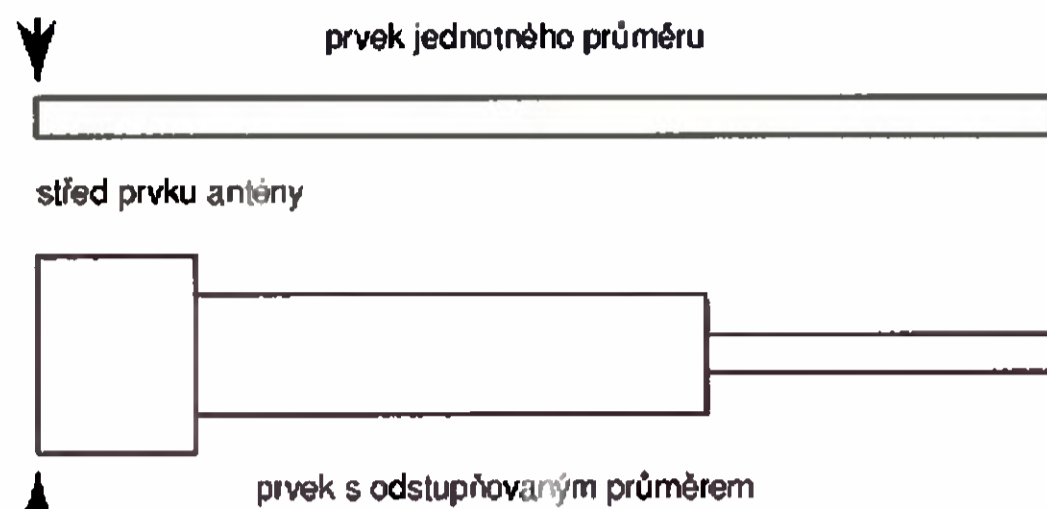 prvek jednotného průměru
střed prvku antény
prvek s odstupňovaným průměrem